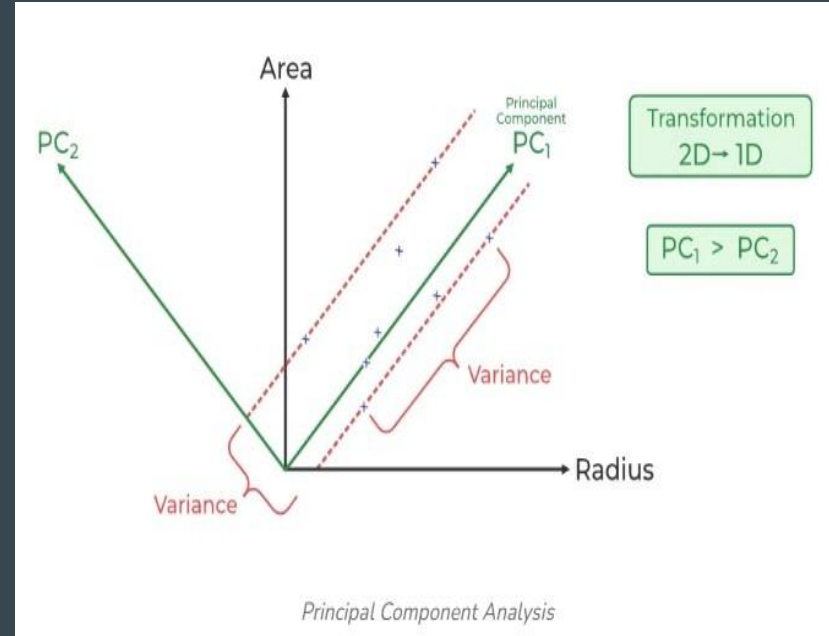 Area
Principal
Component
PC₁
PC₂
Transformation
2D→ 1D
PC₁ > PC₂
Variance
Radius
Variance
Principal Component Analysis